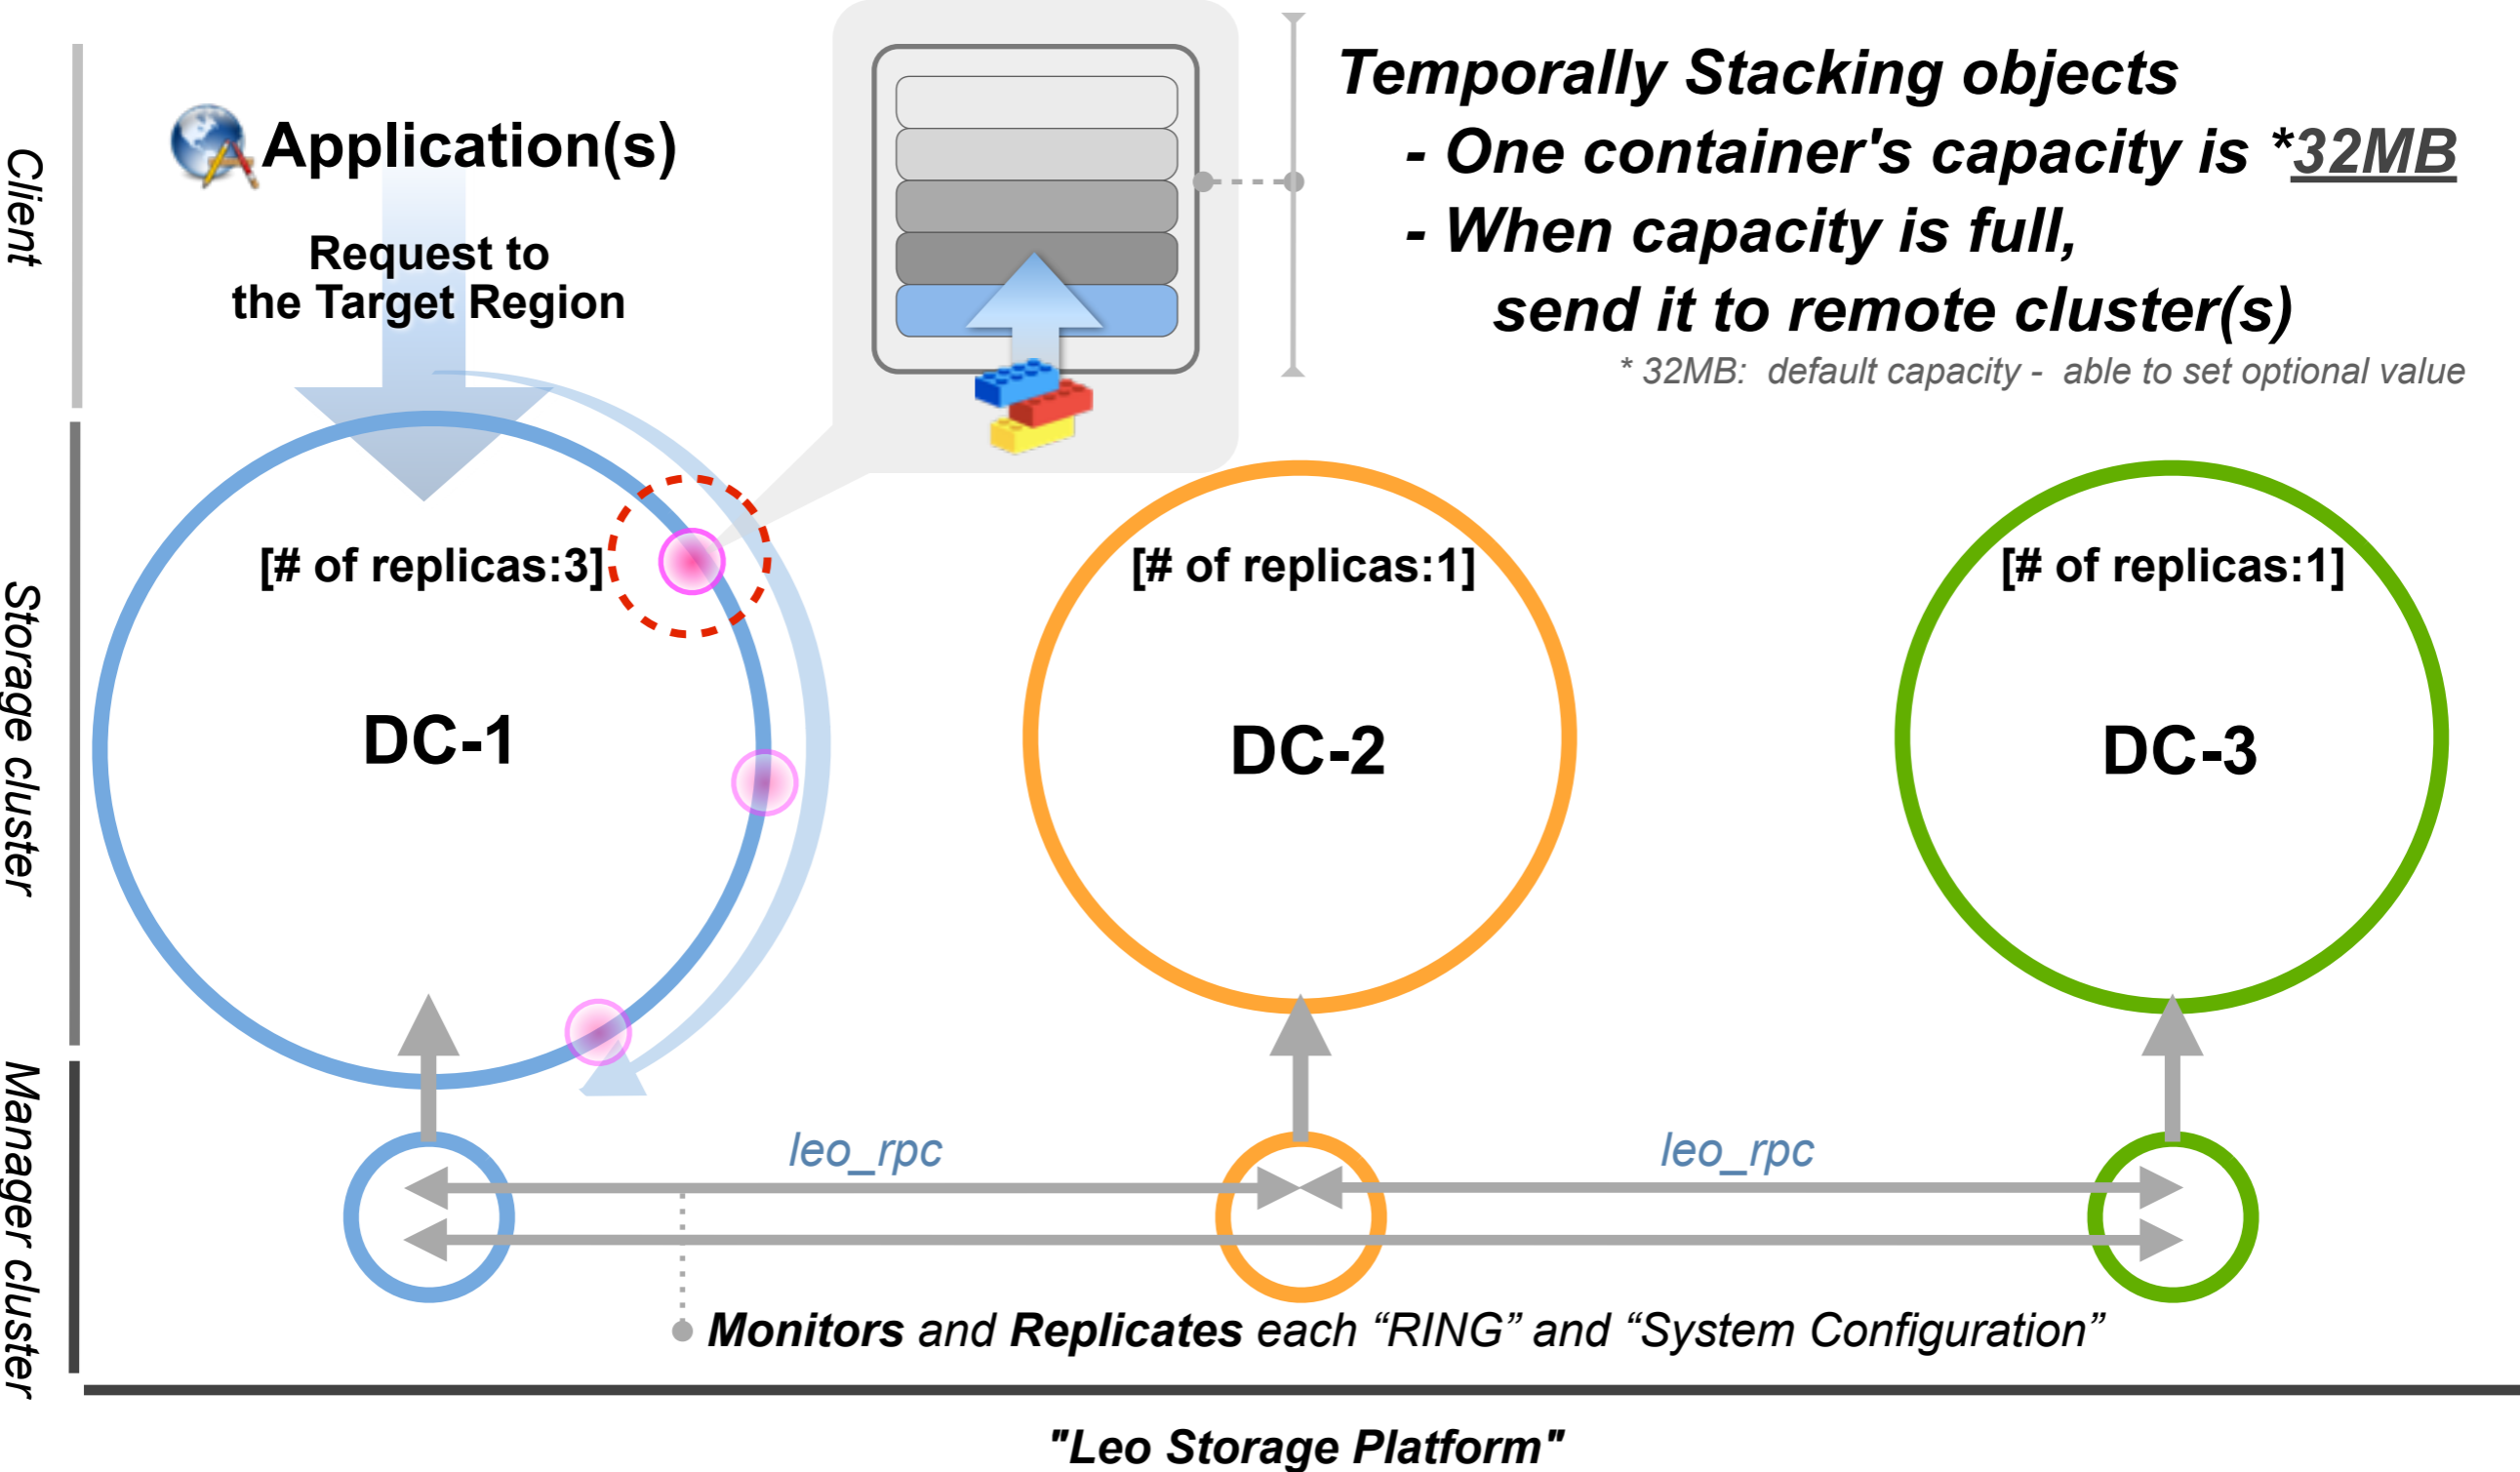 Client
Application(s)
Request to
the Target Region
Temporally Stacking objects
- One container's capacity is *32MB
- When capacity is full,
send it to remote cluster(s)
* 32MB: default capacity - able to set optional value
Storage cluster
[# of replicas:3]
[# of replicas:1]
[# of replicas:1]
DC-1
DC-2
DC-3
Manager cluster
leo_rpc
leo_rpc
Monitors and Replicates each “RING” and “System Configuration”
"Leo Storage Platform"